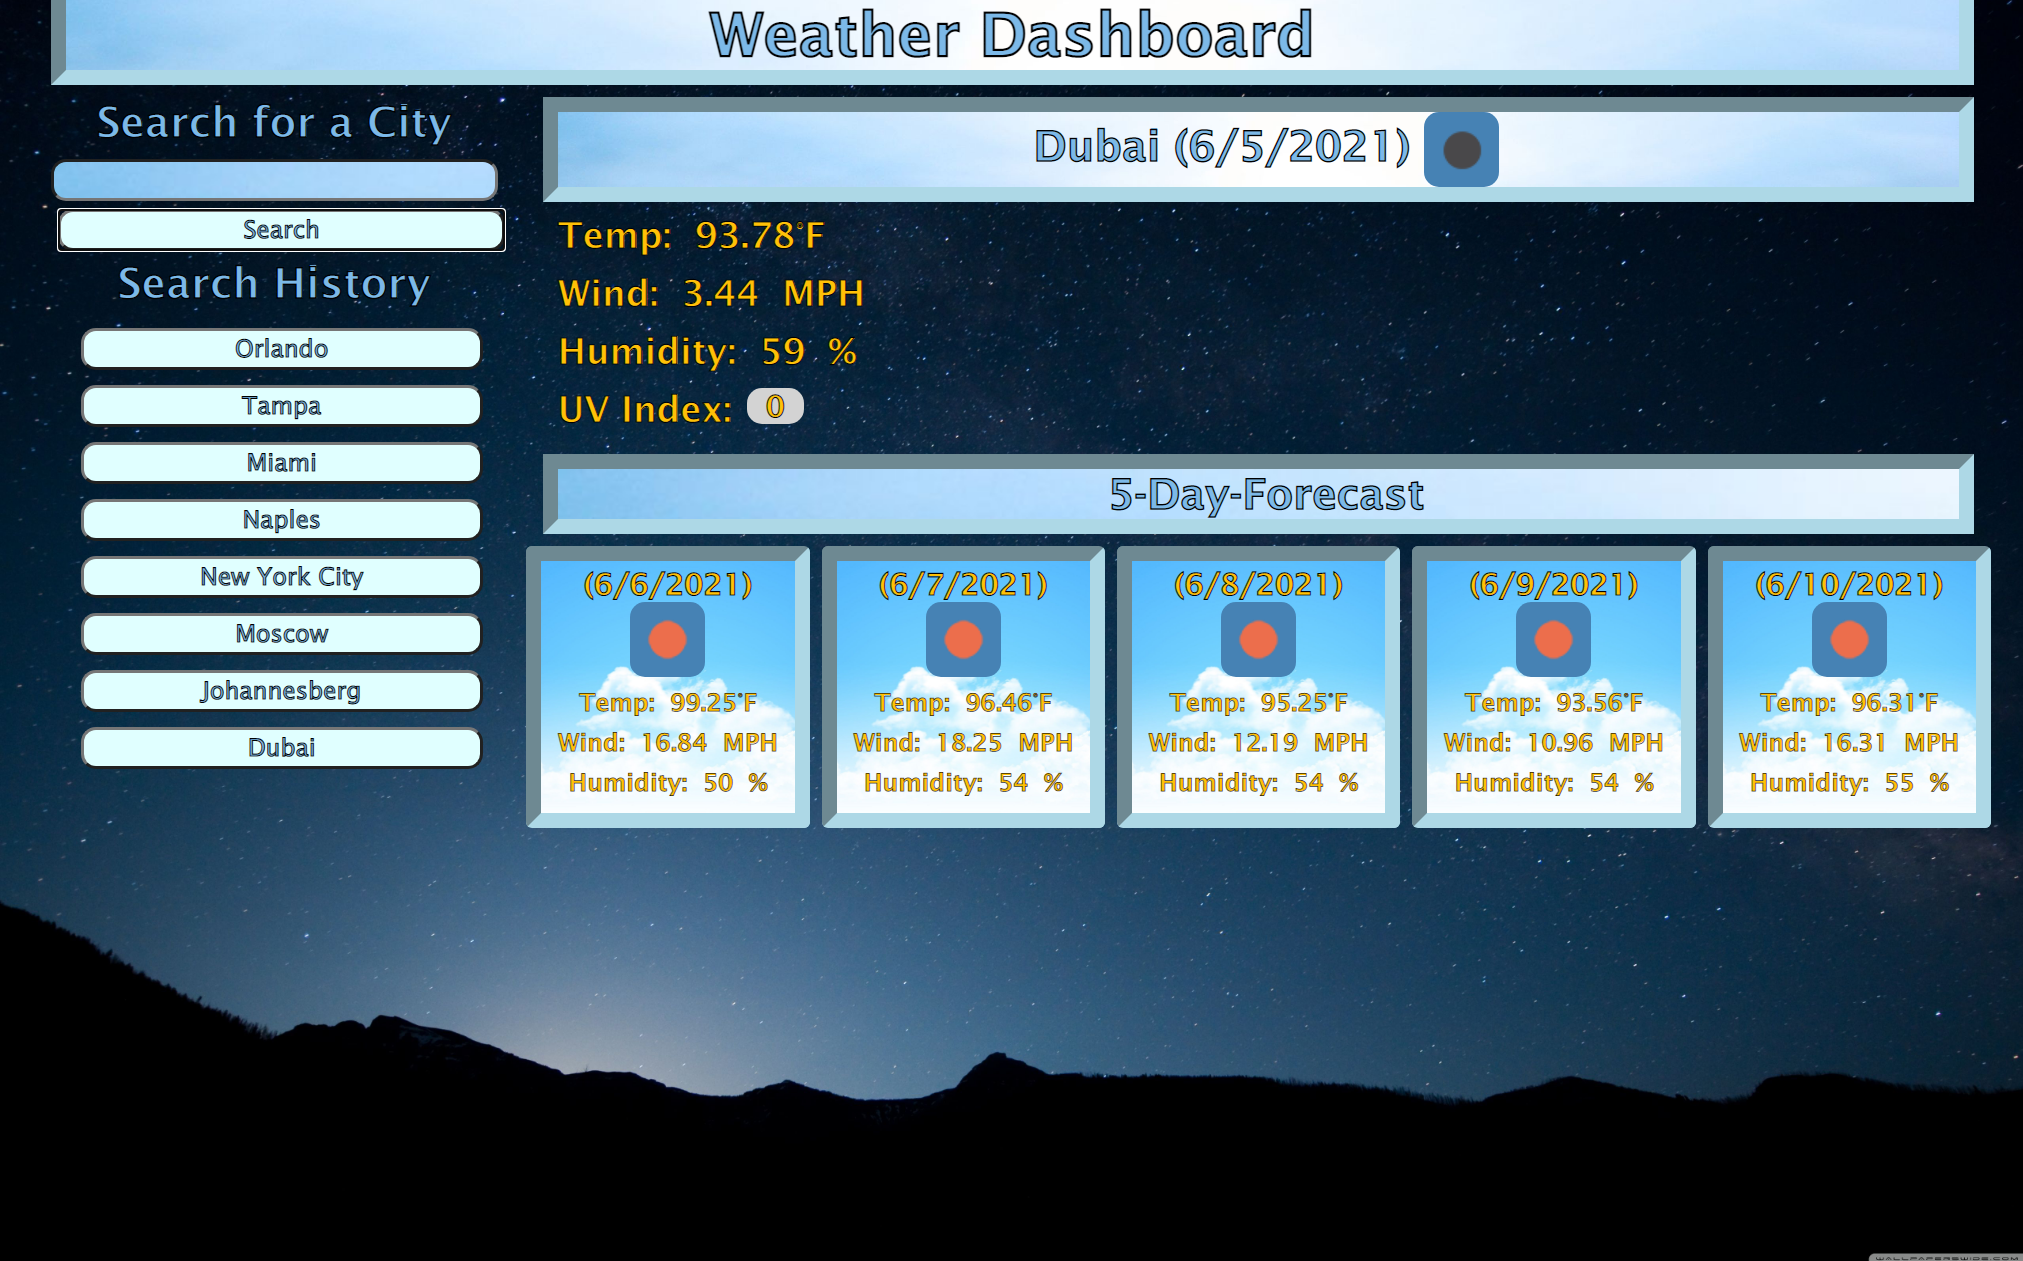 Weather Dashboard
Search for a City
Search
Search History
Orlando
Tampa
Miami
Naples
New York City
Moscow
Johannesberg
Dubai
Dubai (6/5/2021)
Temp: 93.78°F
Wind: 3.44 MPH
Humidity: 59 %
UV Index: 0
5-Day-Forecast
(6/6/2021)
Temp: 99.25°F
Wind: 16.84 MPH
Humidity: 50 %
(6/7/2021)
Temp: 96.46°F
Wind: 18.25 MPH
Humidity: 54 %
(6/8/2021)
Temp: 95.25°F
Wind: 12.19 MPH
Humidity: 54 %
(6/9/2021)
Temp: 93.56°F
Wind: 10.96 MPH
Humidity: 54 %
(6/10/2021)
Temp: 96.31°F
Wind: 16.31 MPH
Humidity: 55 %